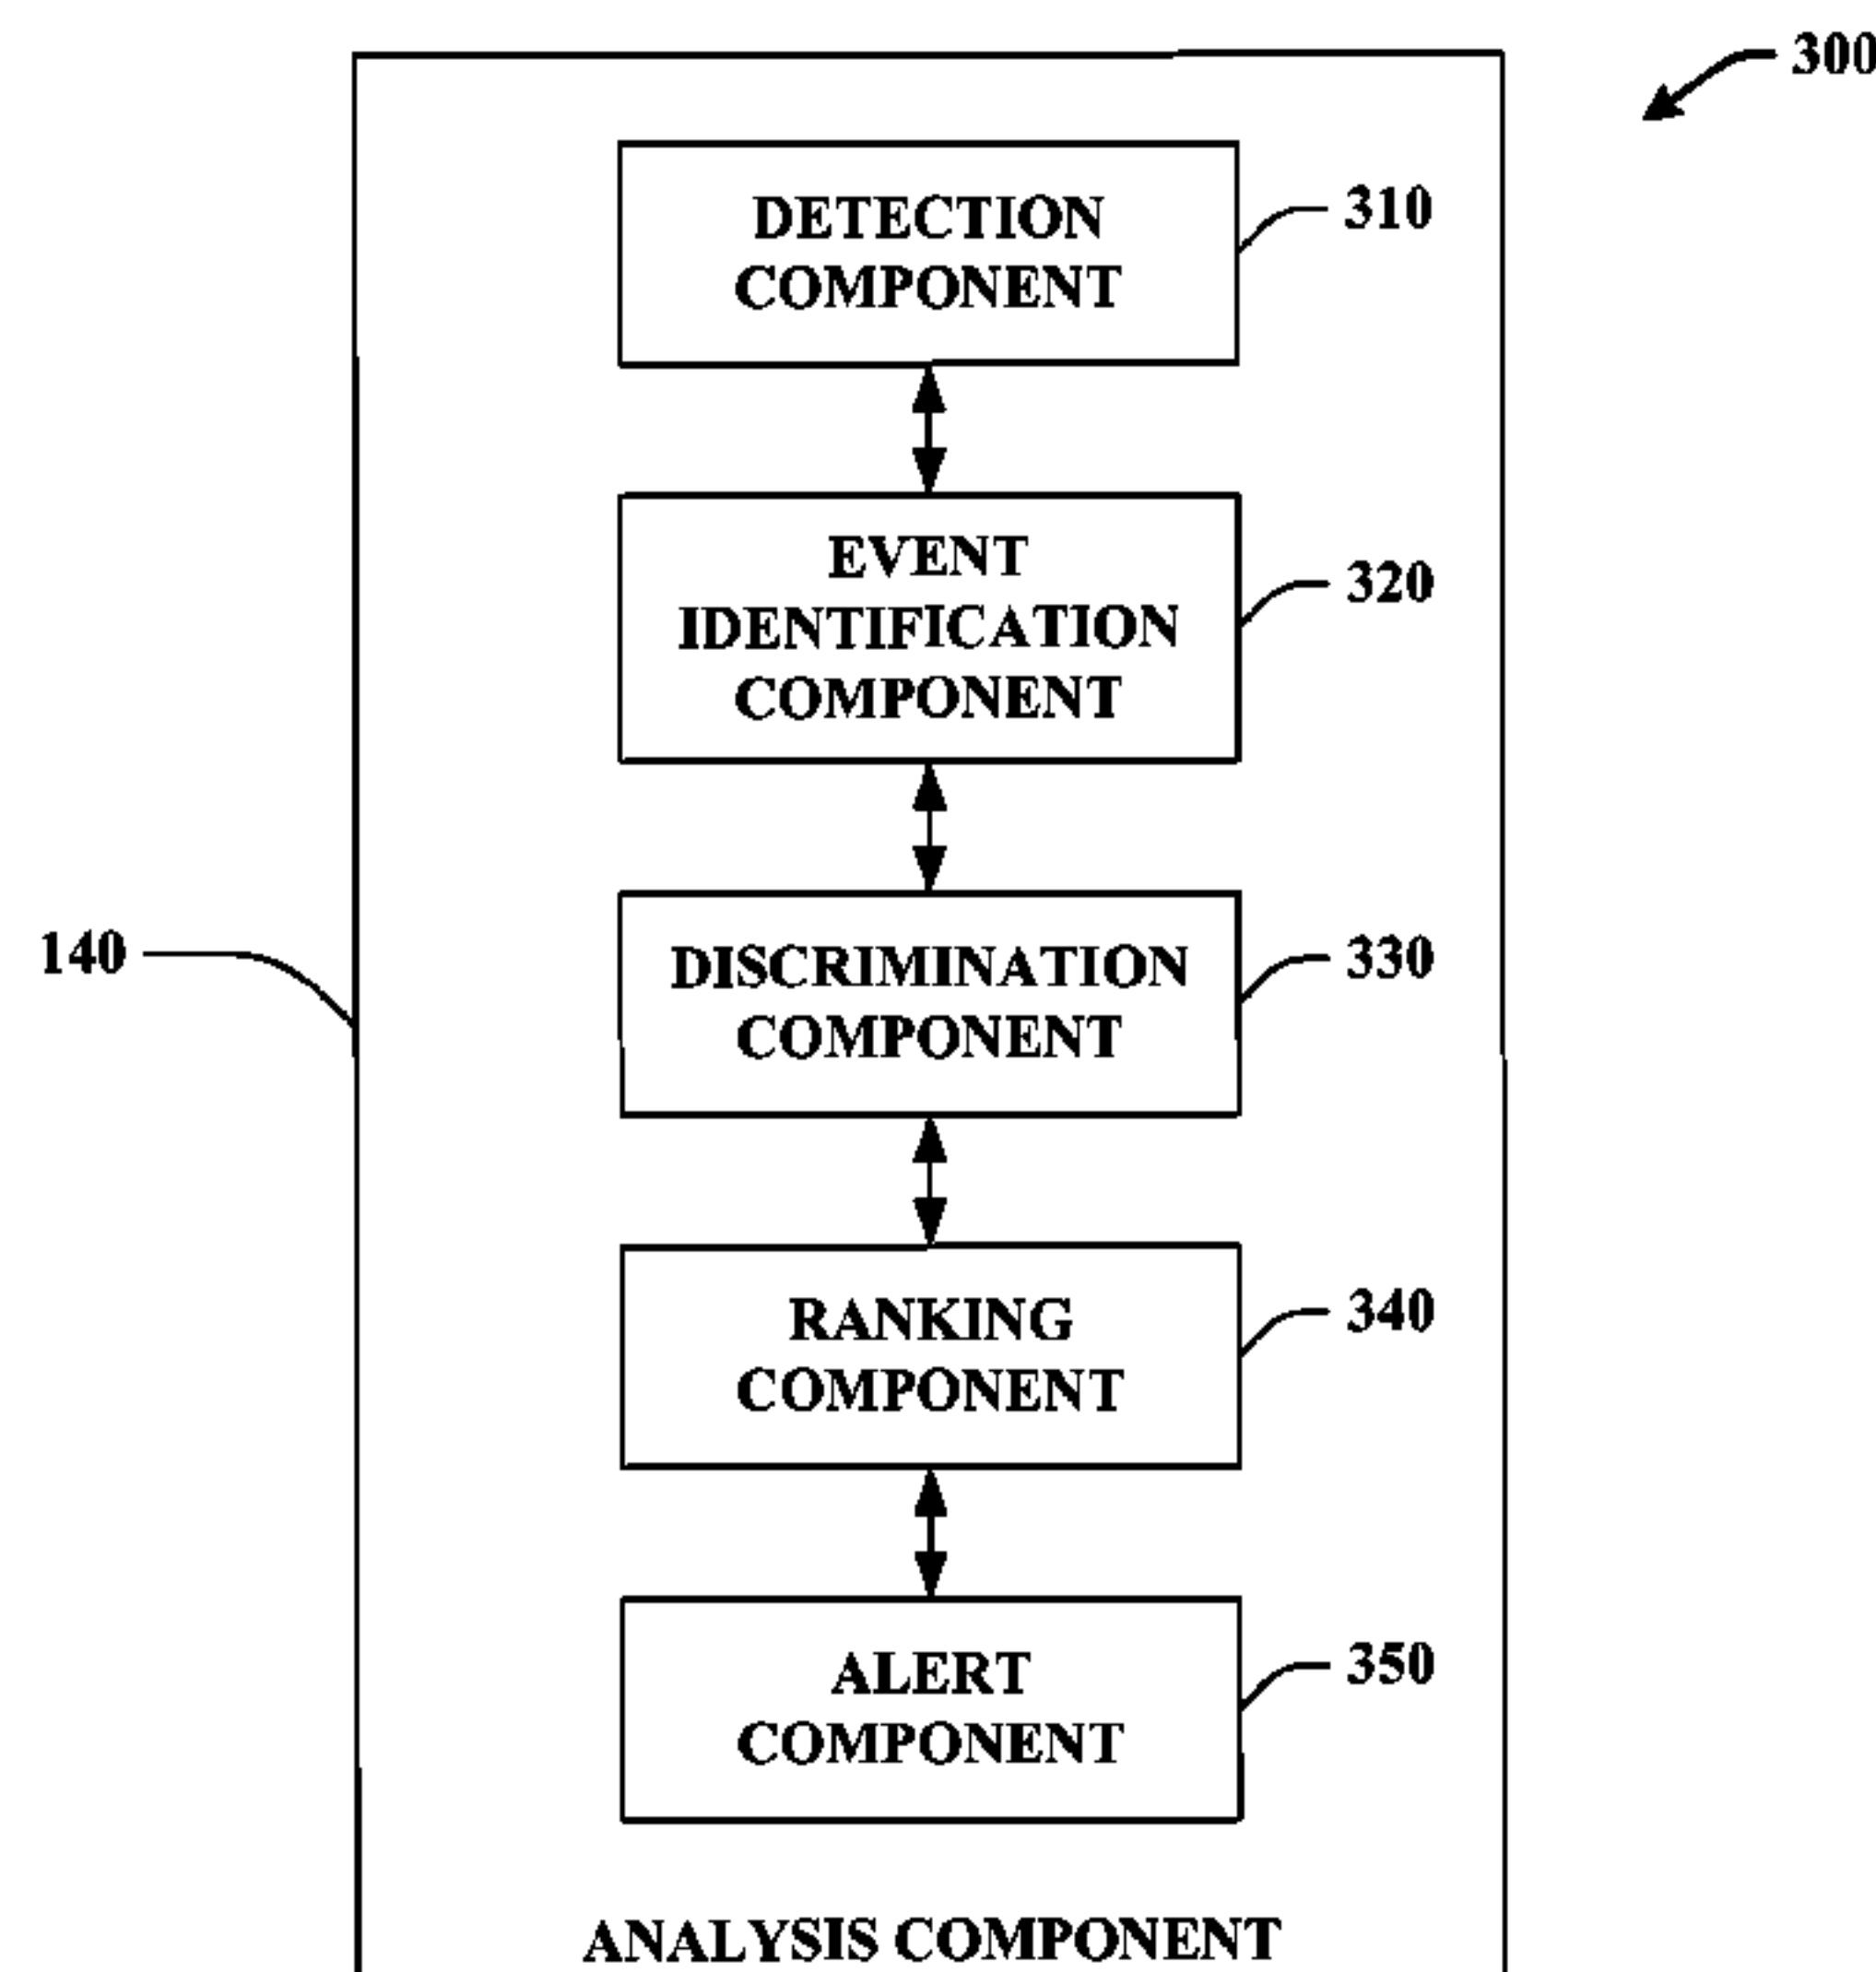 300
DETECTION
COMPONENT
310
EVENT
IDENTIFICATION
COMPONENT
320
140
DISCRIMINATION
COMPONENT
330
RANKING
COMPONENT
340
ALERT
COMPONENT
350
ANALYSIS COMPONENT